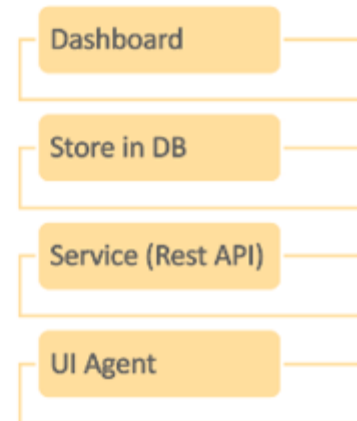 Dashboard
Store in DB
Service (Rest API)
UI Agent